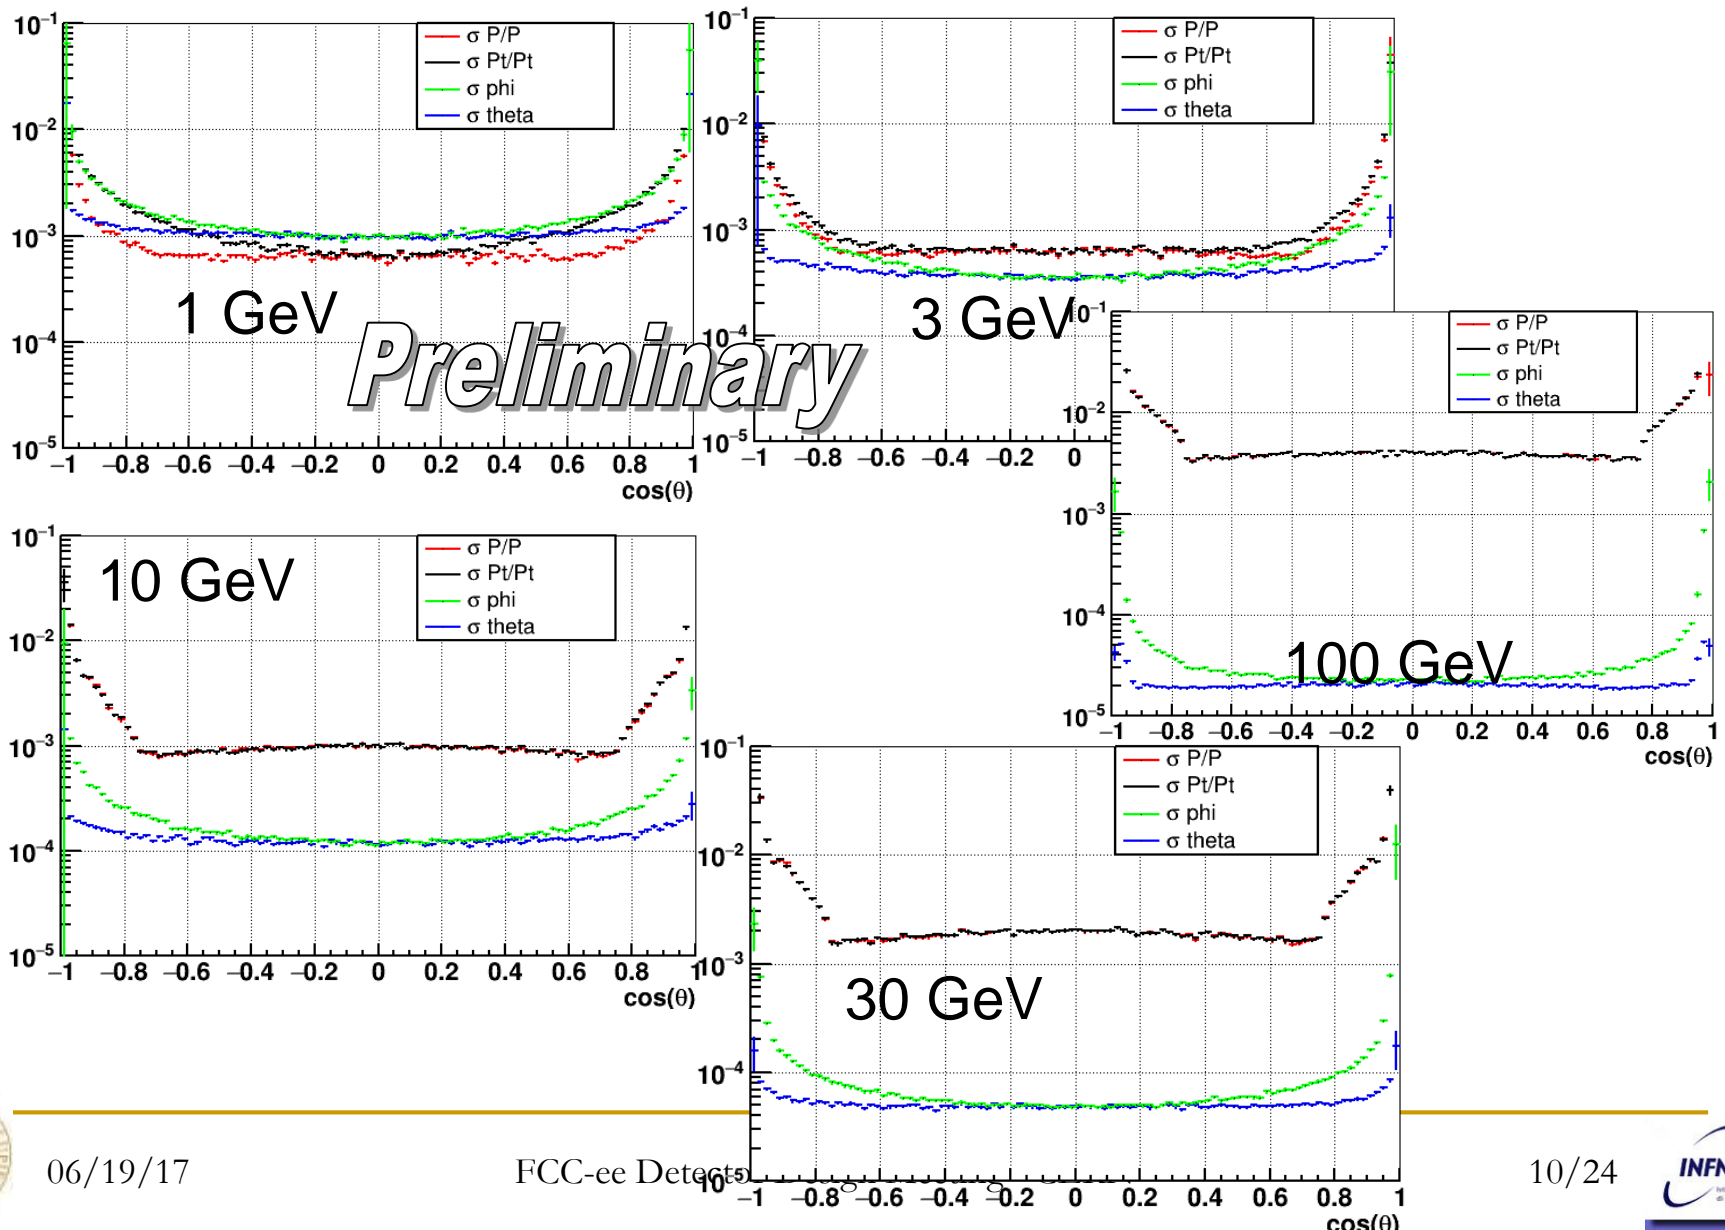 10⁻¹
10⁻²
10⁻³
10⁻⁴
10⁻⁵
σ P/P
σ Pt/Pt
σ phi
σ theta
1 GeV
−1 −0.8 −0.6 −0.4 −0.2 0 0.2 0.4 0.6 0.8 1
cos(θ)
10⁻¹
10⁻²
10⁻³
10⁻⁴
10⁻⁵
σ P/P
σ Pt/Pt
σ phi
σ theta
3 GeV
−1 −0.8 −0.6 −0.4 −0.2 0
Preliminary
10⁻¹
10⁻²
10⁻³
10⁻⁴
10⁻⁵
σ P/P
σ Pt/Pt
σ phi
σ theta
100 GeV
−1 −0.8 −0.6 −0.4 −0.2 0 0.2 0.4 0.6 0.8 1
cos(θ)
10⁻¹
10⁻²
10⁻³
10⁻⁴
10⁻⁵
10 GeV
σ P/P
σ Pt/Pt
σ phi
σ theta
−1 −0.8 −0.6 −0.4 −0.2 0 0.2 0.4 0.6 0.8 1
cos(θ)
10⁻¹
10⁻²
10⁻³
10⁻⁴
10⁻⁵
σ P/P
σ Pt/Pt
σ phi
σ theta
30 GeV
−1 −0.8 −0.6 −0.4 −0.2 0 0.2 0.4 0.6 0.8 1
cos(θ)
06/19/17
FCC-ee
10/24
INFN